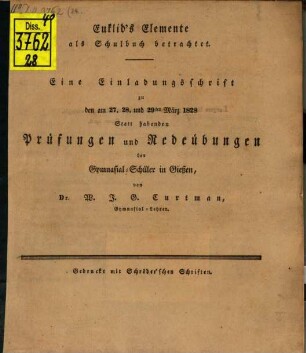 Diss.
3762
28
Euklid's Elemente
als Schulbuch betrachtet.
Eine Einladungsschrift
zu
den am 27, 28, und 29ten März 1828
Statt habenden
Prüfungen und Redeübungen
der
Gymnasial-Schüler in Gießen,
von
Dr. W. J. G. Curtman,
Gymnasial-Lehrer.
Gedruckt mit Schröder'schen Schriften.